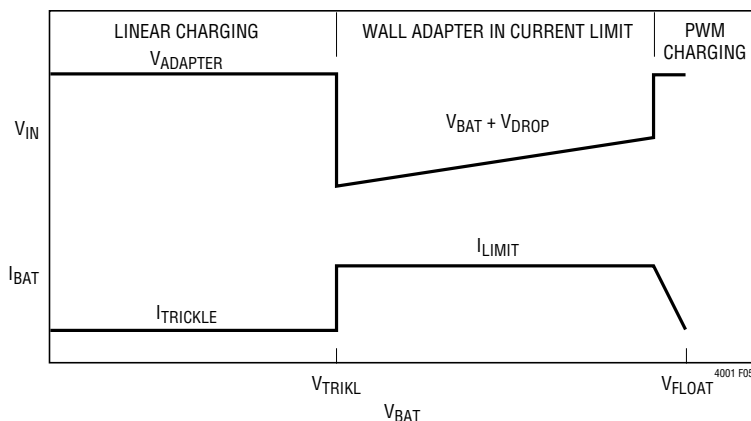 LINEAR CHARGING
WALL ADAPTER IN CURRENT LIMIT
PWM
CHARGING
VADAPTER
VIN
VBAT + VDROP
ILIMIT
IBAT
ITRICKLE
VTRIKL
VFLOAT
4001 F05
VBAT